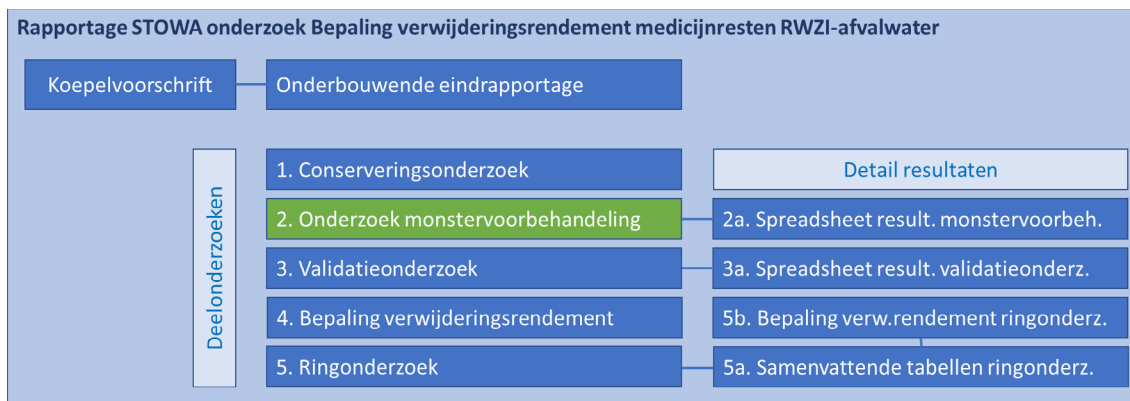 Rapportage STOWA onderzoek Bepaling verwijderingsrendement medicijnresten RWZI-afvalwater
Koepelvoorschrift
Onderbouwende eindrapportage
Deelonderzoeken
1. Conserveringsonderzoek
Detail resultaten
2. Onderzoek monstervoorbehandeling
2a. Spreadsheet result. monstervoorbeh.
3. Validatieonderzoek
3a. Spreadsheet result. validatieonderz.
4. Bepaling verwijderingsrendement
5b. Bepaling verw.rendement ringonderz.
5. Ringonderzoek
5a. Samenvattende tabellen ringonderz.